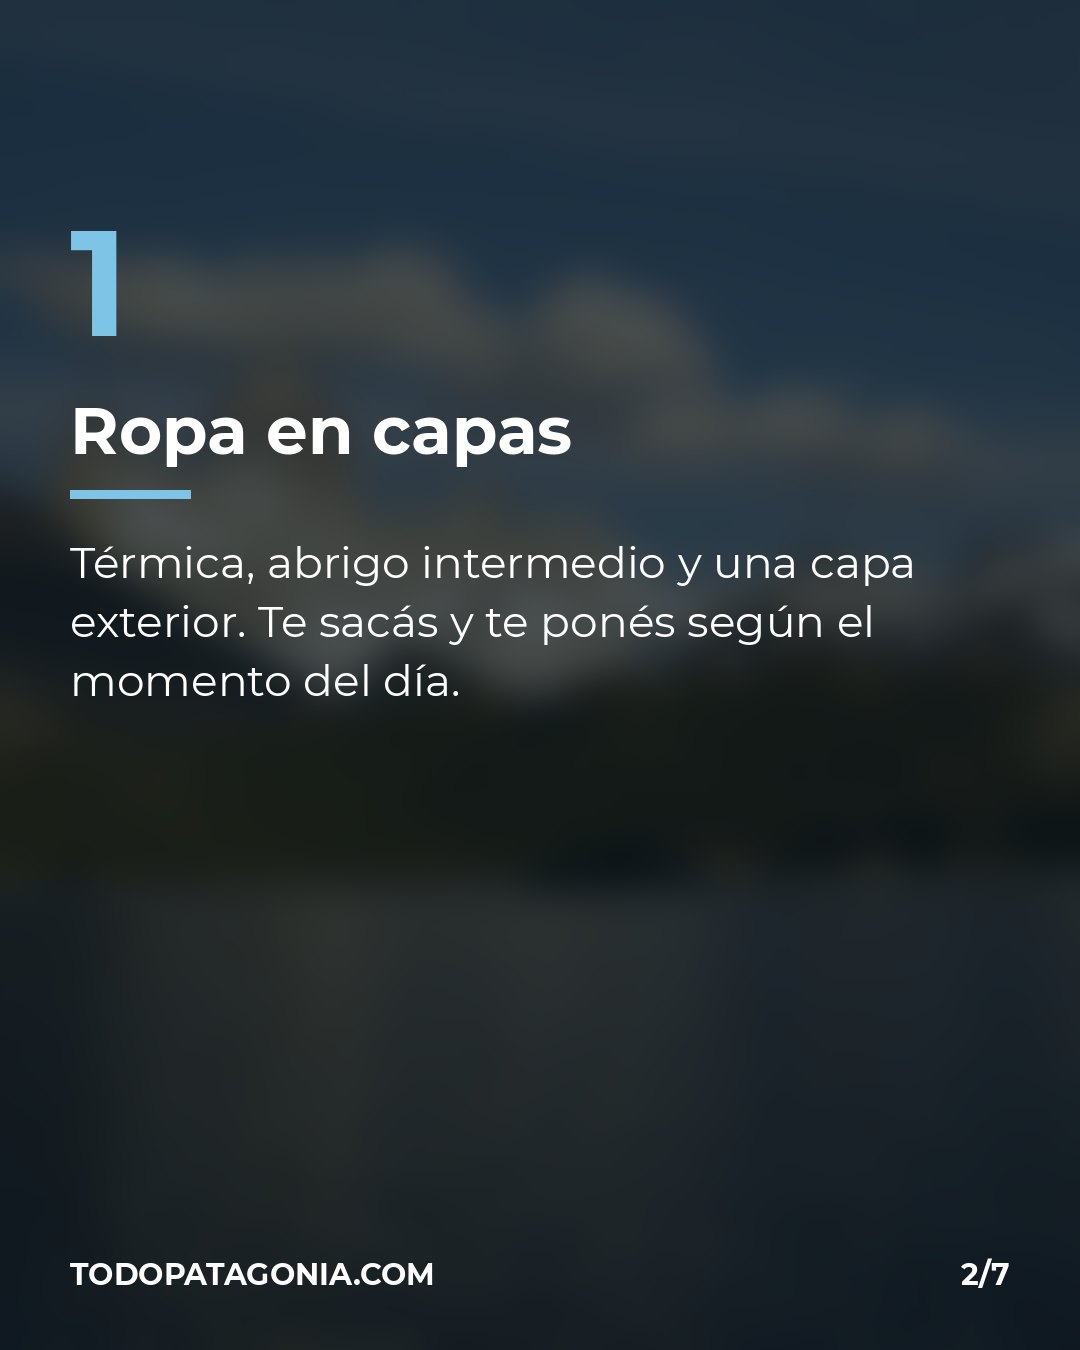 1
Ropa en capas
Térmica, abrigo intermedio y una capa
exterior. Te sacás y te ponés según el
momento del día.
TODOPATAGONIA.COM
2/7